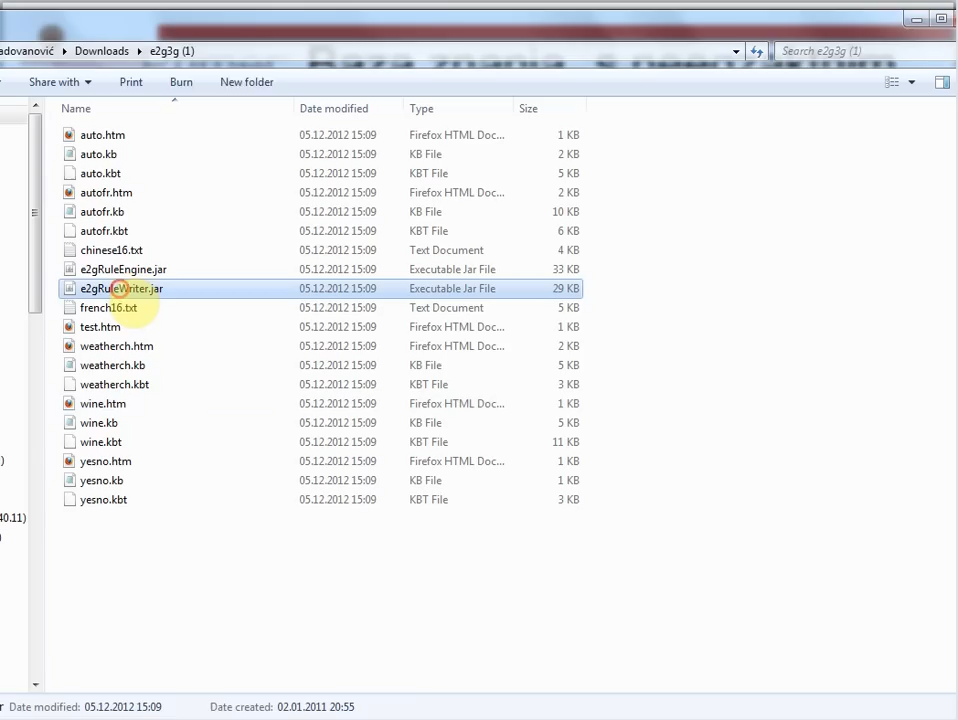 adovanović ▸ Downloads ▸ e2g3g (1) Search e2g3g (1)
Share with Print Burn New folder
Name Date modified Type Size
auto.htm 05.12.2012 15:09 Firefox HTML Doc... 1 KB
auto.kb 05.12.2012 15:09 KB File 2 KB
auto.kbt 05.12.2012 15:09 KBT File 5 KB
autofr.htm 05.12.2012 15:09 Firefox HTML Doc... 2 KB
autofr.kb 05.12.2012 15:09 KB File 10 KB
autofr.kbt 05.12.2012 15:09 KBT File 6 KB
chinese16.txt 05.12.2012 15:09 Text Document 4 KB
e2gRuleEngine.jar 05.12.2012 15:09 Executable Jar File 33 KB
e2gRuleWriter.jar 05.12.2012 15:09 Executable Jar File 29 KB
french16.txt 05.12.2012 15:09 Text Document 5 KB
test.htm 05.12.2012 15:09 Firefox HTML Doc... 1 KB
weatherch.htm 05.12.2012 15:09 Firefox HTML Doc... 2 KB
weatherch.kb 05.12.2012 15:09 KB File 5 KB
weatherch.kbt 05.12.2012 15:09 KBT File 3 KB
wine.htm 05.12.2012 15:09 Firefox HTML Doc... 1 KB
wine.kb 05.12.2012 15:09 KB File 5 KB
wine.kbt 05.12.2012 15:09 KBT File 11 KB
)
yesno.htm 05.12.2012 15:09 Firefox HTML Doc... 1 KB
yesno.kb 05.12.2012 15:09 KB File 1 KB
yesno.kbt 05.12.2012 15:09 KBT File 3 KB
40.11)
)
r Date modified: 05.12.2012 15:09 Date created: 02.01.2011 20:55